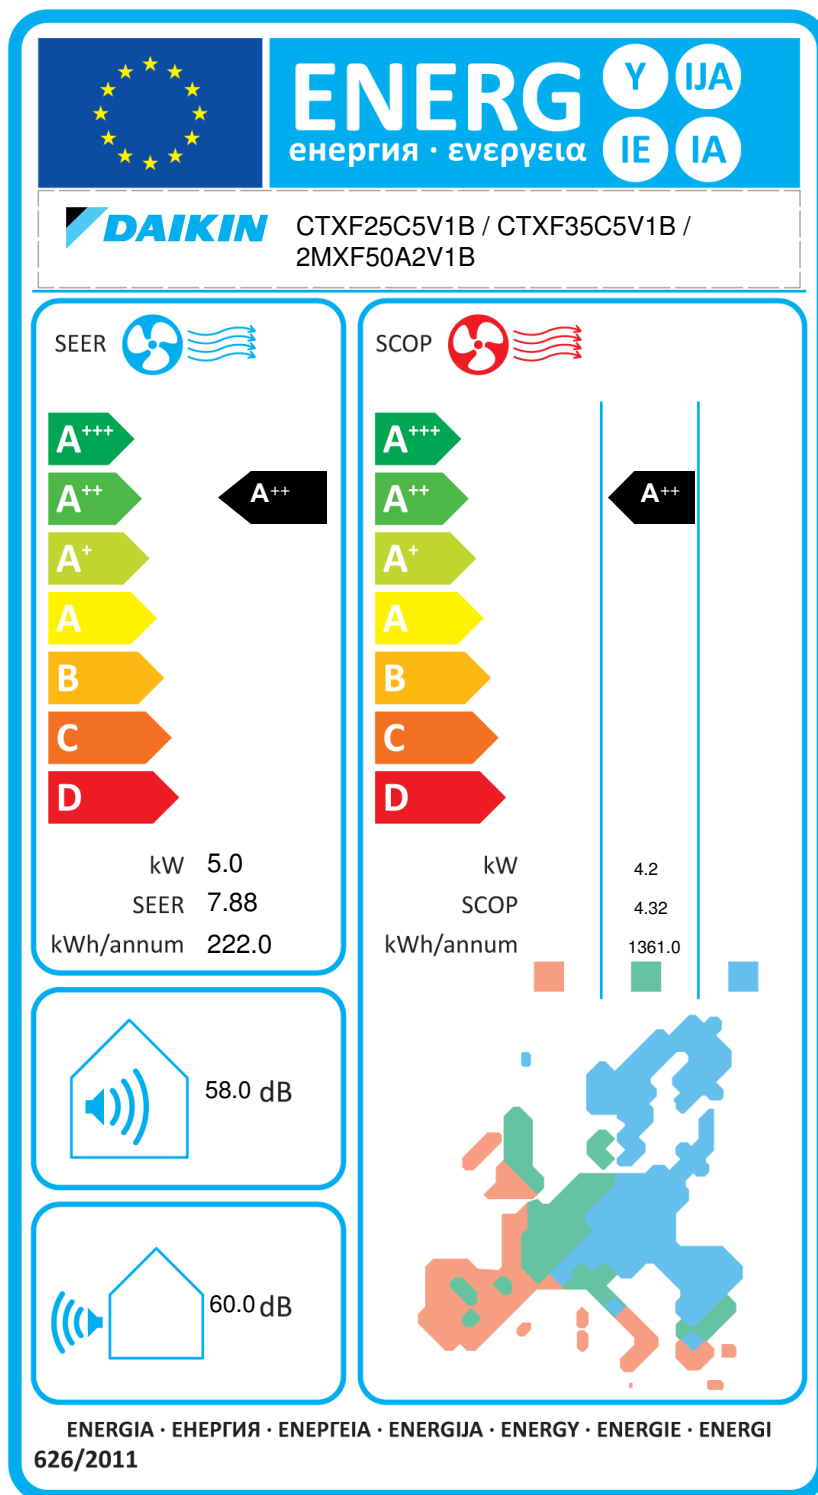 ENERG
енергия · ενεργεια
Y IJA
IE IA
DAIKIN
CTXF25C5V1B / CTXF35C5V1B /
2MXF50A2V1B
SEER
A+++
A++
A++
A+
A
B
C
D
kW 5.0
SEER 7.88
kWh/annum 222.0
SCOP
A+++
A++
A++
A+
A
B
C
D
kW 4.2
SCOP 4.32
kWh/annum 1361.0
58.0 dB
60.0 dB
ENERGIA · ЕНЕРГИЯ · ΕΝΕΡΓΕΙΑ · ENERGIJA · ENERGY · ENERGIE · ENERGI
626/2011